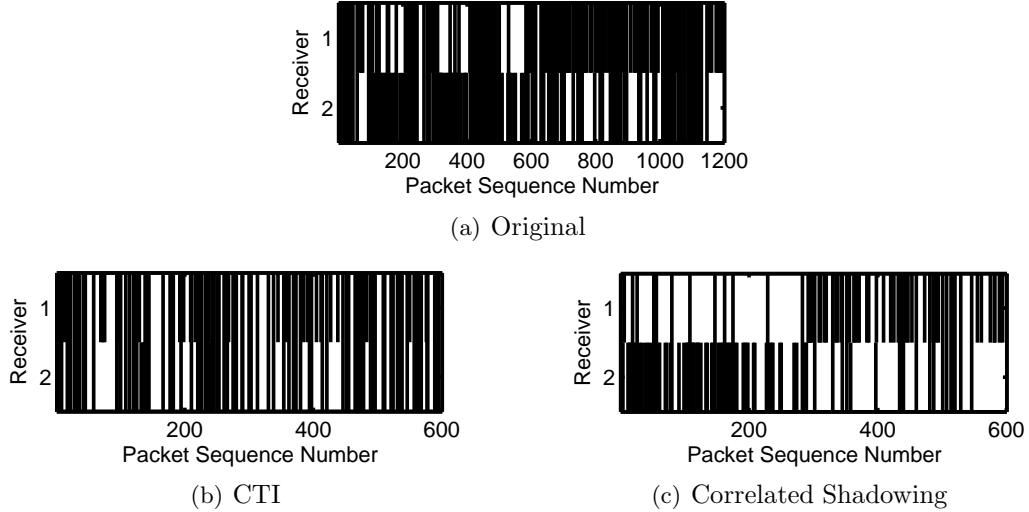 Receiver
1
2
200 400 600 800 1000 1200
Packet Sequence Number
(a) Original
Receiver
1
2
200 400 600
Packet Sequence Number
(b) CTI
Receiver
1
2
200 400 600
Packet Sequence Number
(c) Correlated Shadowing